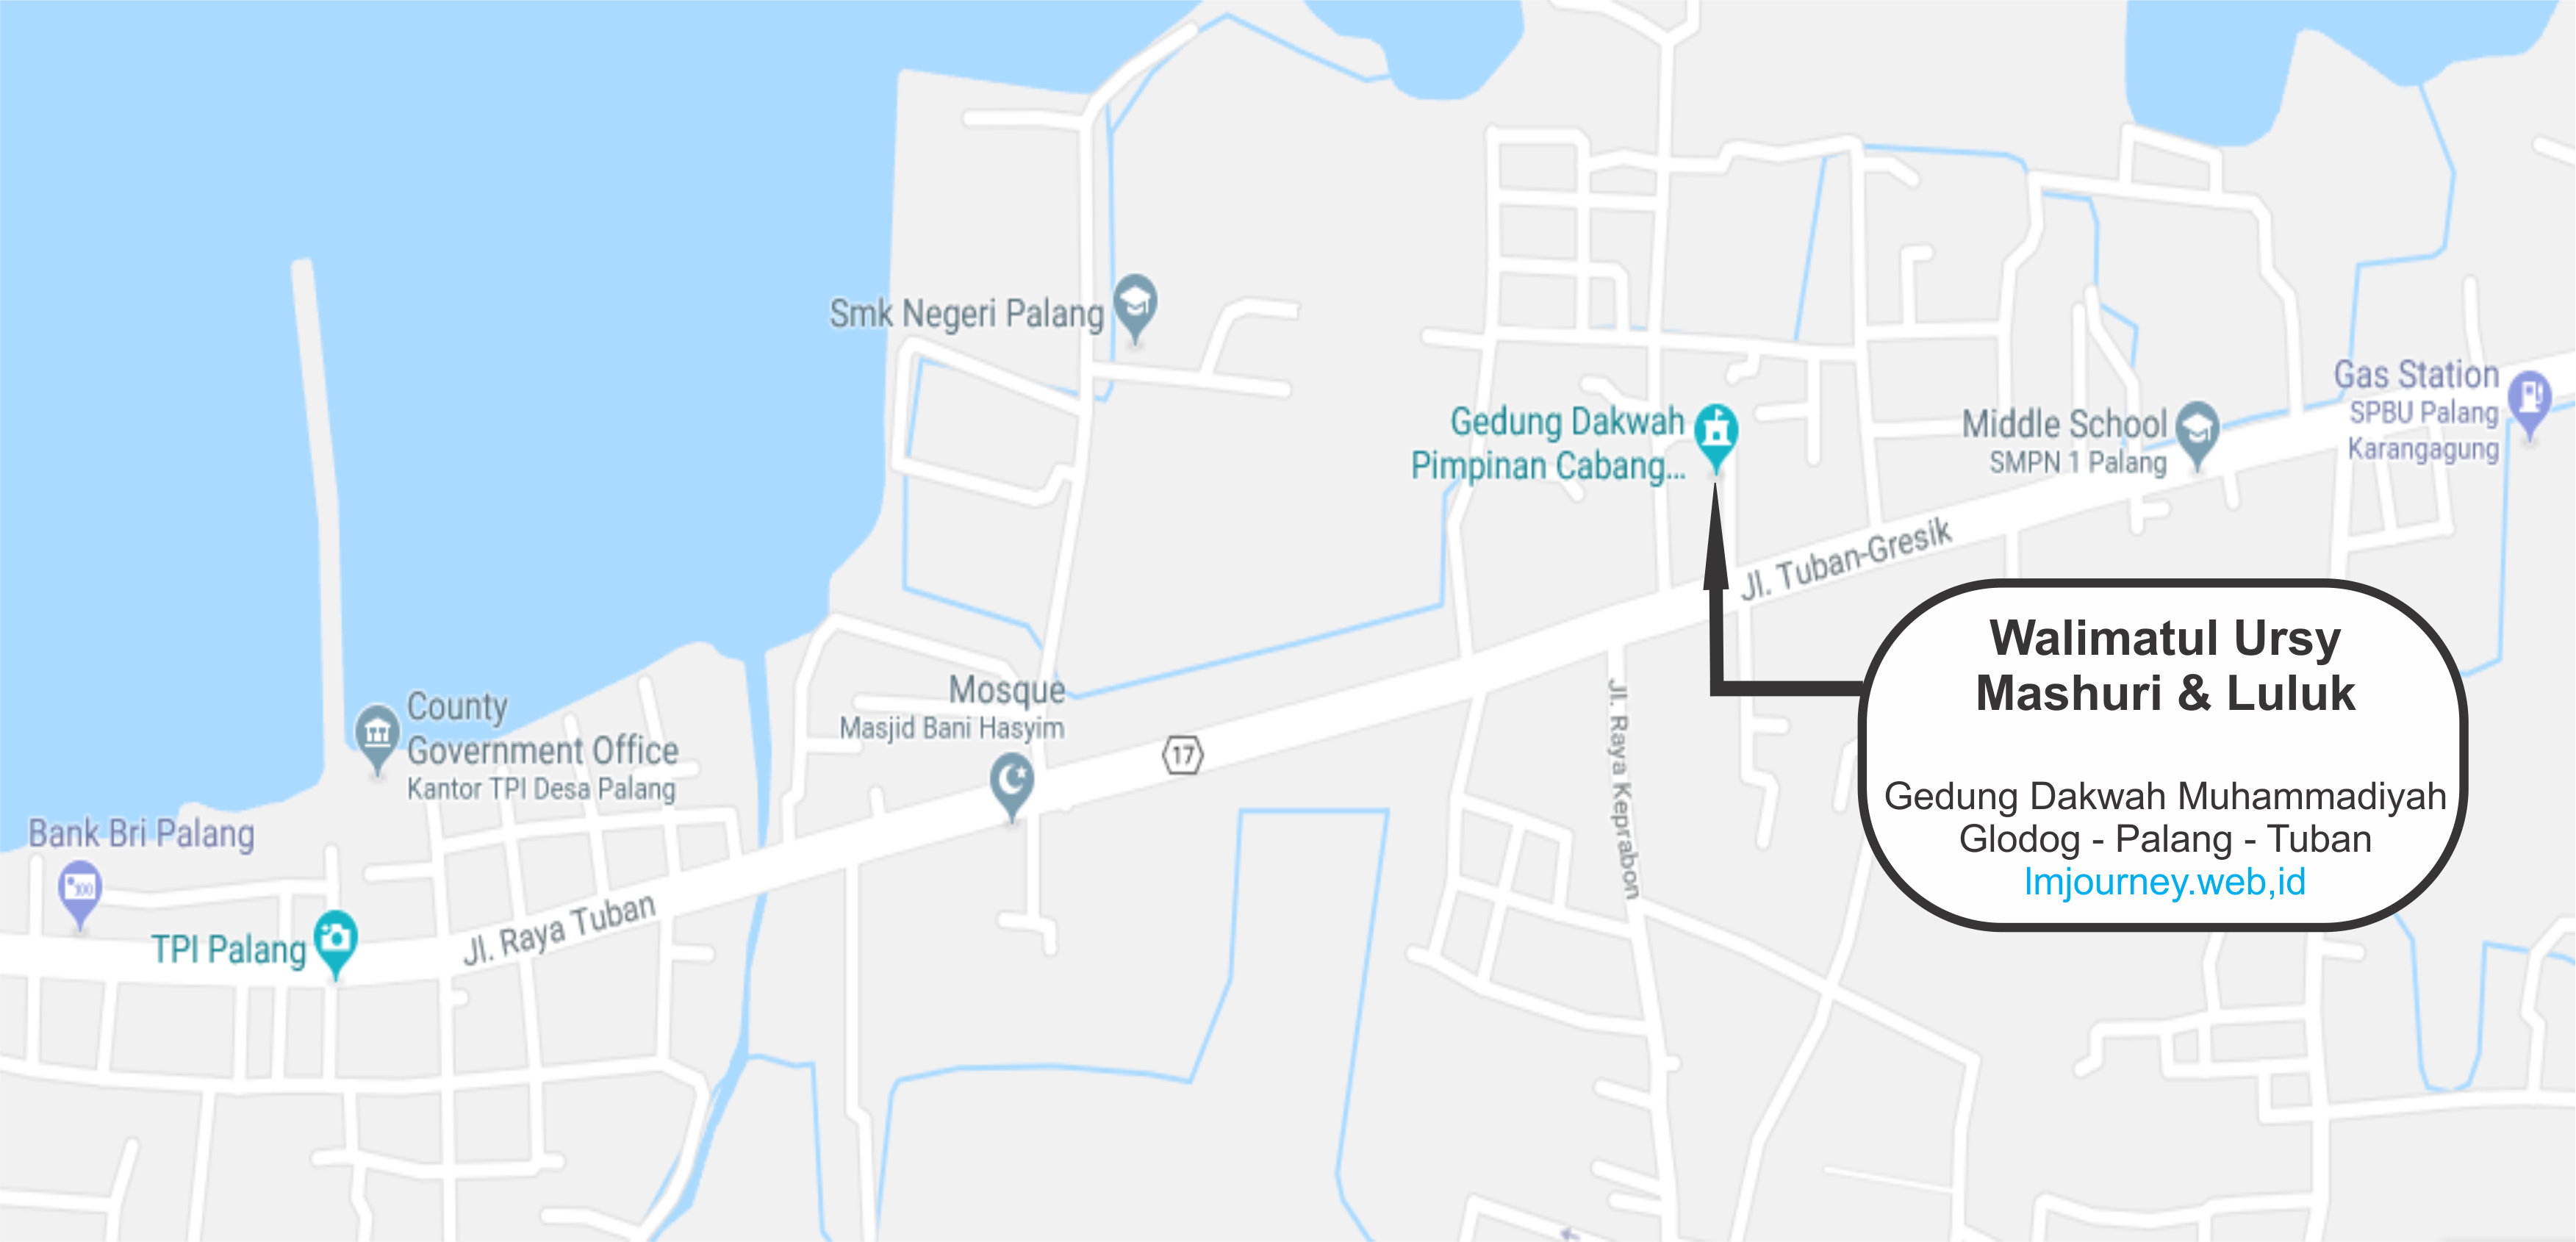 Smk Negeri Palang
Gedung Dakwah
Pimpinan Cabang...
Middle School
SMPN 1 Palang
Gas Station
SPBU Palang
Karangagung
Jl. Tuban-Gresik
Walimatul Ursy
Mashuri & Luluk
Gedung Dakwah Muhammadiyah
Glodog - Palang - Tuban
lmjourney.web,id
Jl. Raya Keprabon
Mosque
Masjid Bani Hasyim
17
County
Government Office
Kantor TPI Desa Palang
Bank Bri Palang
100
TPI Palang
Jl. Raya Tuban